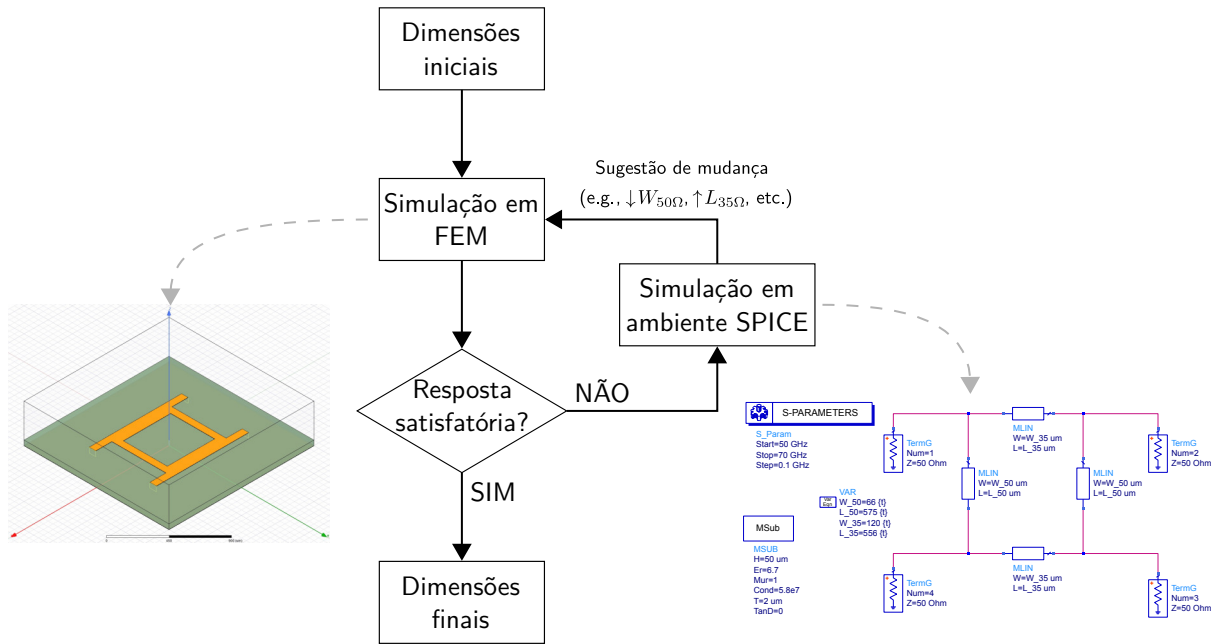 Dimensões
iniciais
Sugestão de mudança
(e.g., ↓W₅₀Ω, ↑L₃₅Ω, etc.)
Simulação em
FEM
Simulação em
ambiente SPICE
Resposta
satisfatória?
NÃO
SIM
Dimensões
finais
S-PARAMETERS
S_Param
Start=50 GHz
Stop=70 GHz
Step=0.1 GHz
Var
Eqn
VAR
W_50=66 {t}
L_50=575 {t}
W_35=120 {t}
L_35=556 {t}
MSub
MSUB
H=50 um
Er=6.7
Mur=1
Cond=5.8e7
T=2 um
TanD=0
MLIN
W=W_35 um
L=L_35 um
TermG
Num=1
Z=50 Ohm
TermG
Num=2
Z=50 Ohm
MLIN
W=W_50 um
L=L_50 um
MLIN
W=W_50 um
L=L_50 um
MLIN
W=W_35 um
L=L_35 um
TermG
Num=4
Z=50 Ohm
TermG
Num=3
Z=50 Ohm